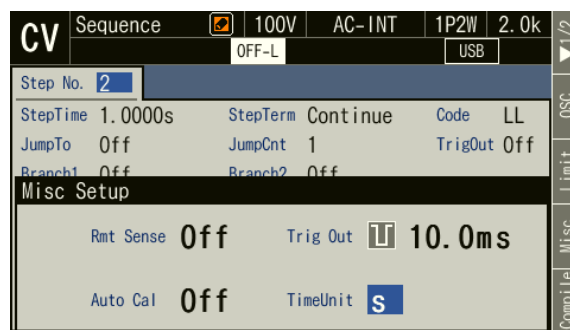 CV Sequence 100V AC-INT 1P2W 2.0k
OFF-L USB
Step No. 2
StepTime 1.0000s StepTerm Continue Code LL
JumpTo Off JumpCnt 1 TrigOut Off
Branch1 Off Branch2 Off
Misc Setup
Rmt Sense Off Trig Out 10.0ms
Auto Cal Off TimeUnit s
▼1/2
OSC
Limit
Misc
Compile